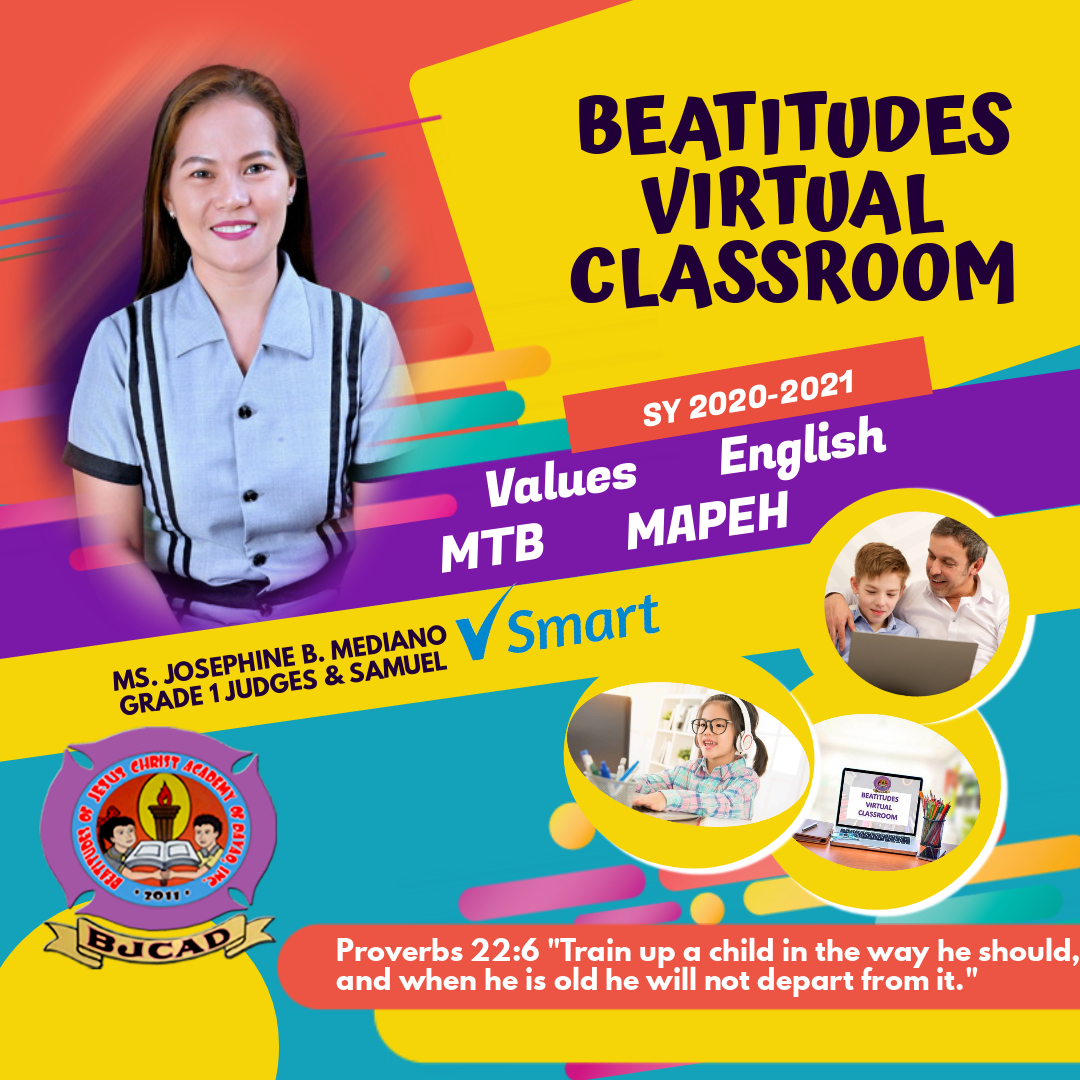 BEATITUDES
VIRTUAL
CLASSROOM
SY 2020-2021
Values English
MTB MAPEH
Smart
MS. JOSEPHINE B. MEDIANO
GRADE 1 JUDGES & SAMUEL
BEATITUDES OF JESUS CHRIST ACADEMY OF DAVAO, INC.
• 2011 •
BJCAD
BEATITUDES
VIRTUAL
CLASSROOM
Proverbs 22:6 "Train up a child in the way he should,
and when he is old he will not depart from it."